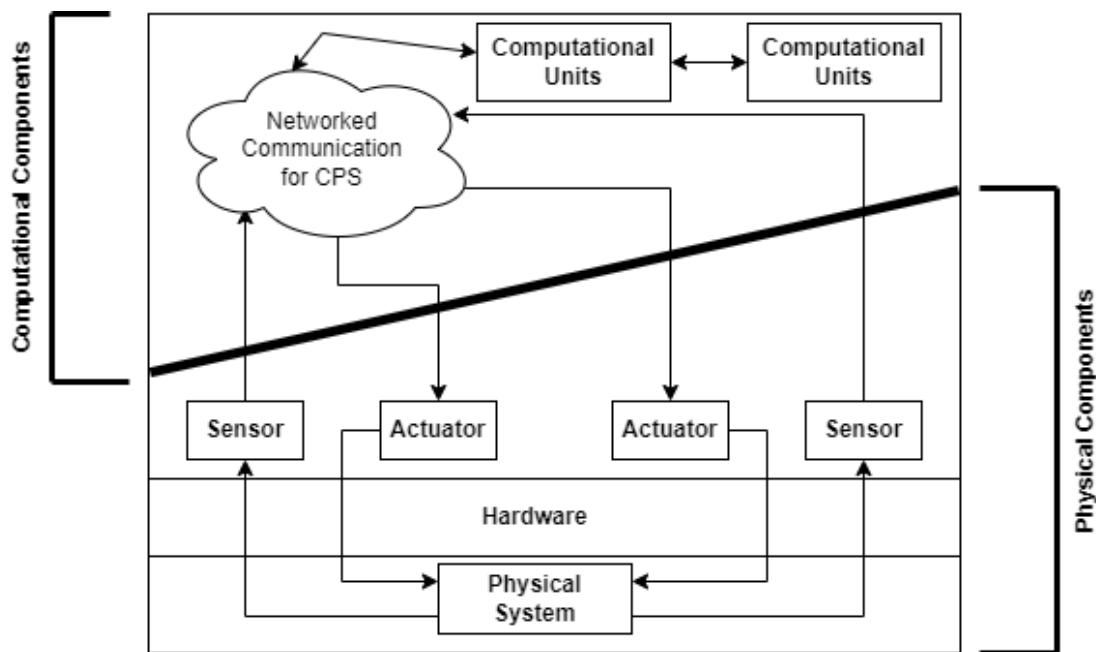 Computational Components
Computational
Units
Computational
Units
Networked
Communication
for CPS
Physical Components
Sensor
Actuator
Actuator
Sensor
Hardware
Physical
System